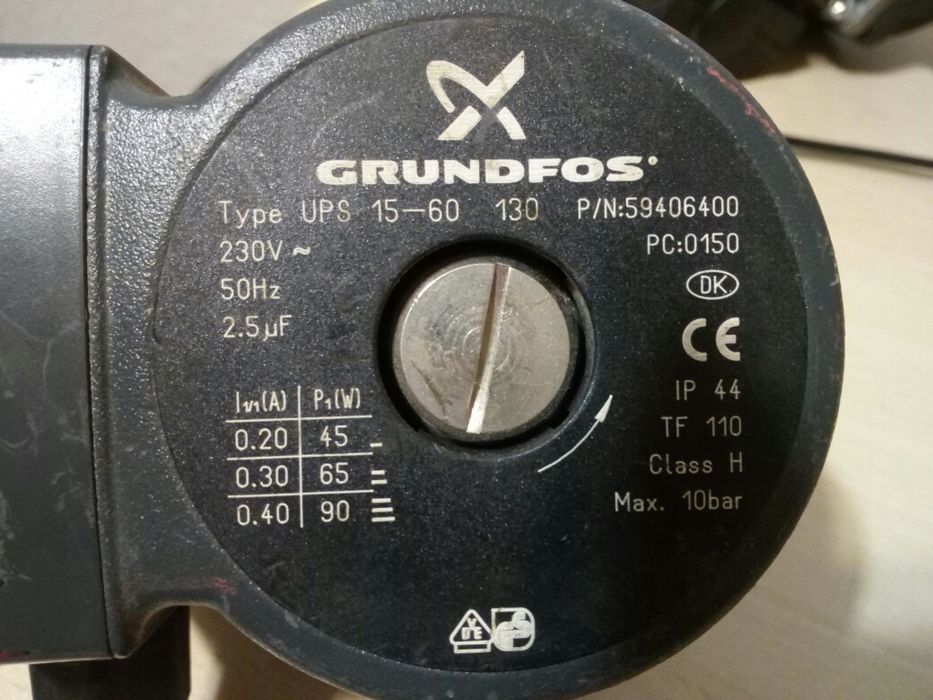 GRUNDFOS
Type UPS 15-60 130 P/N:59406400
230V ~ PC:0150
50Hz DK
2.5µF CE
I1/1(A) P1(W) IP 44
0.20 45 TF 110
0.30 65 Class H
0.40 90 Max. 10bar
VDE